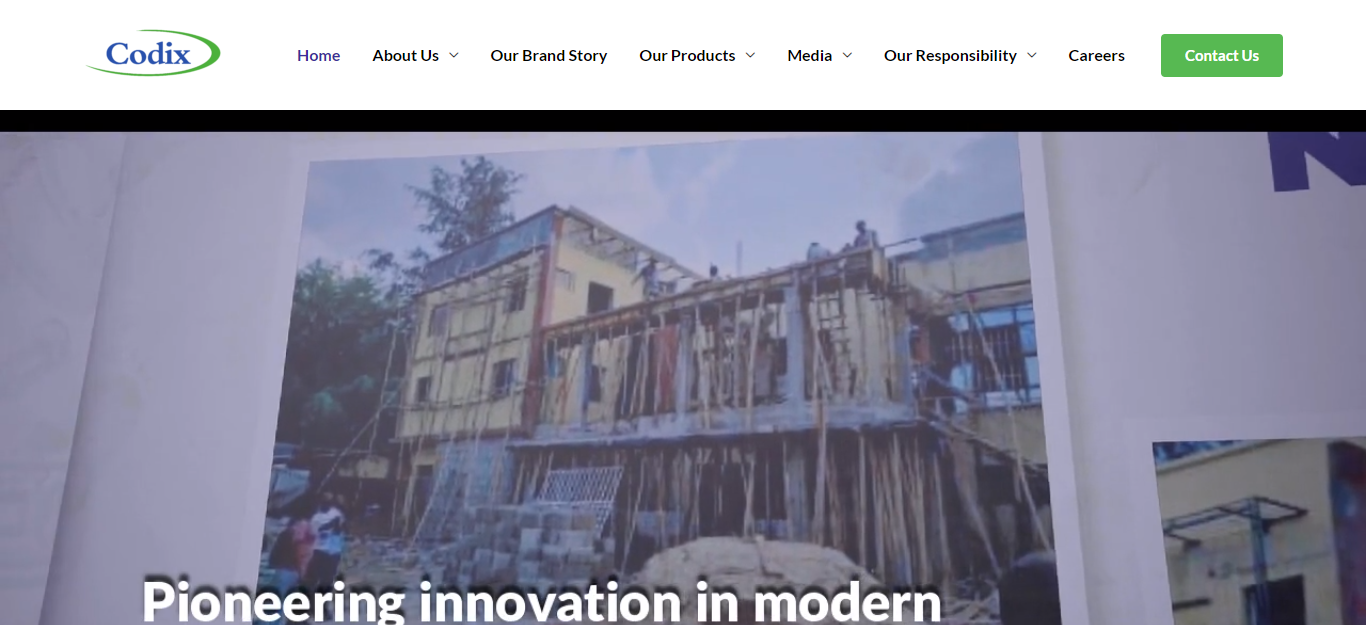 Codix
Home About Us Our Brand Story Our Products Media Our Responsibility Careers Contact Us
Pioneering innovation in modern